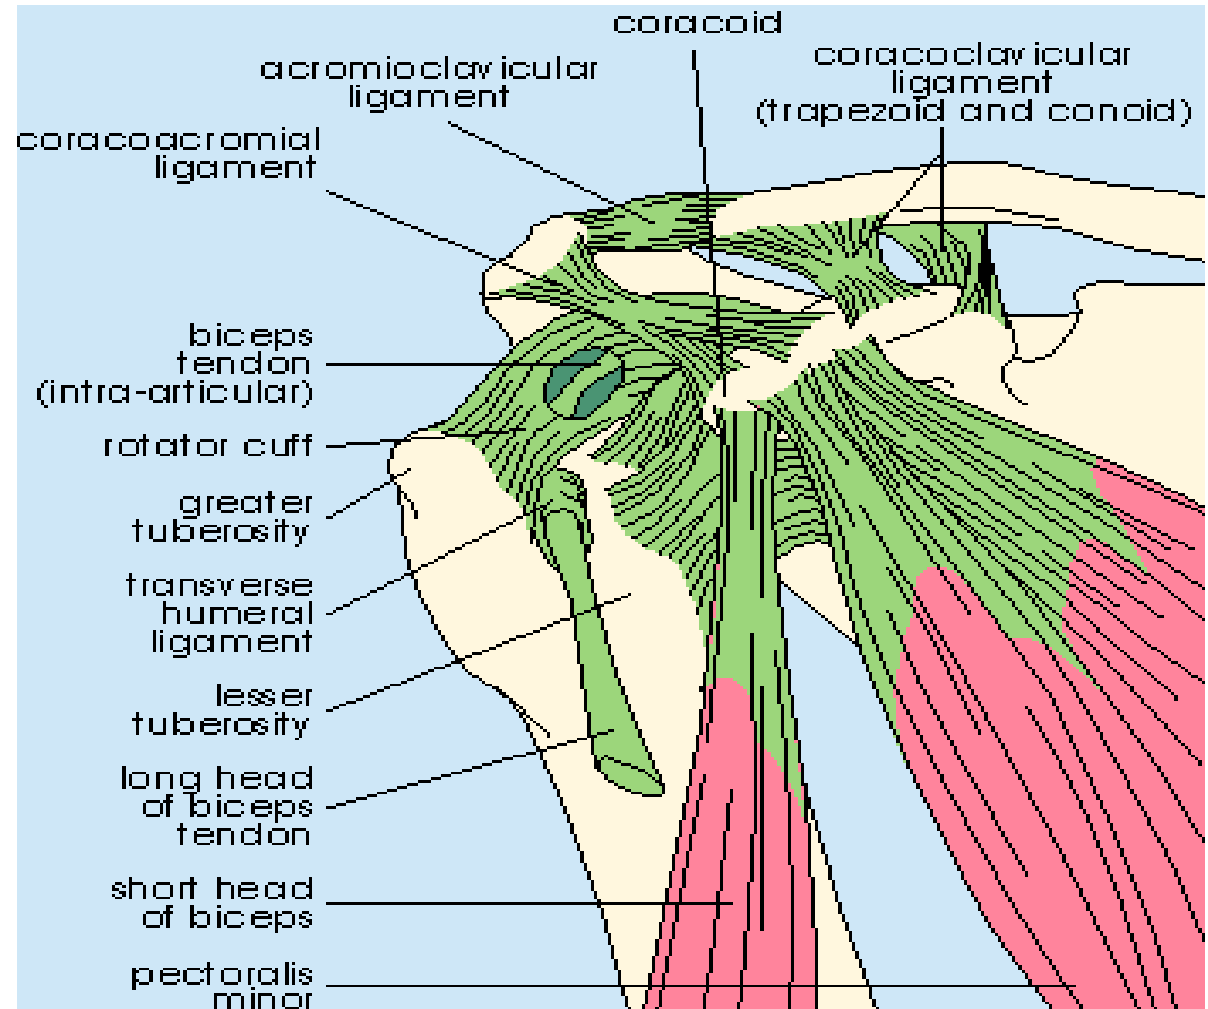 coracoid
acromioclavicular
ligament
coracoclavicular
ligament
(trapezoid and conoid)
coracoacromial
ligament
biceps
tendon
(intra-articular)
rotator cuff
greater
tuberosity
transverse
humeral
ligament
lesser
tuberosity
long head
of biceps
tendon
short head
of biceps
pectoralis
minor